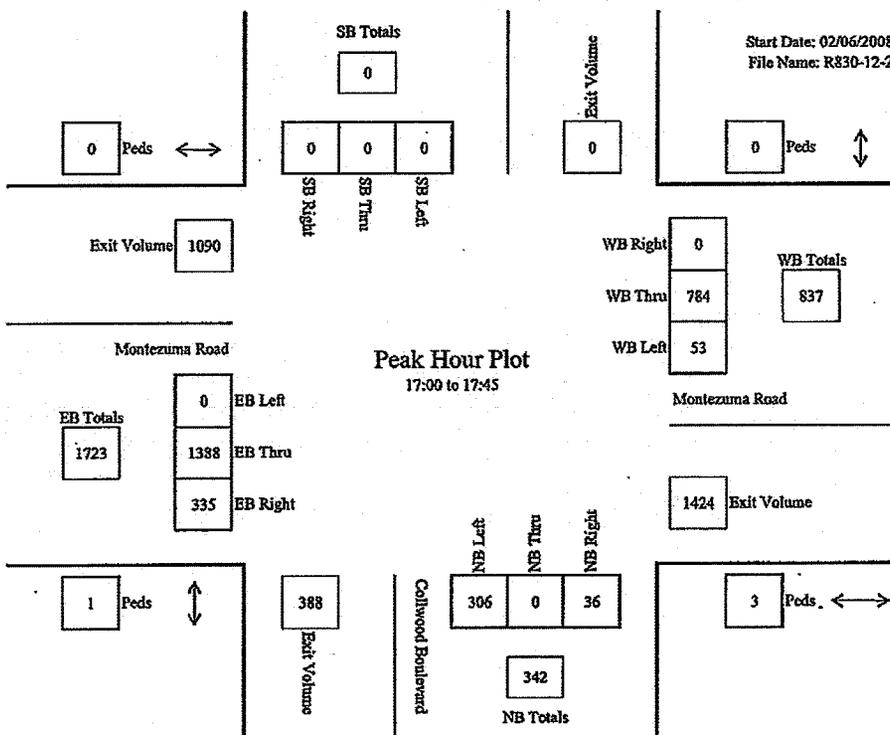 SB Totals
0
Start Date: 02/06/2008
File Name: R830-12-2
Exit Volume
0 Peds
0 0 0
0
0 Peds
SB Right
SB Thru
SB Left
Exit Volume 1090
WB Right 0
WB Totals
WB Thru 784
837
WB Left 53
Montezuma Road
Peak Hour Plot
17:00 to 17:45
0 EB Left
Montezuma Road
EB Totals
1723
1388 EB Thru
335 EB Right
1424 Exit Volume
NB Left
NB Thru
NB Right
1 Peds
388
Exit Volume
Collwood Boulevard
306 0 36
3 Peds.
342
NB Totals